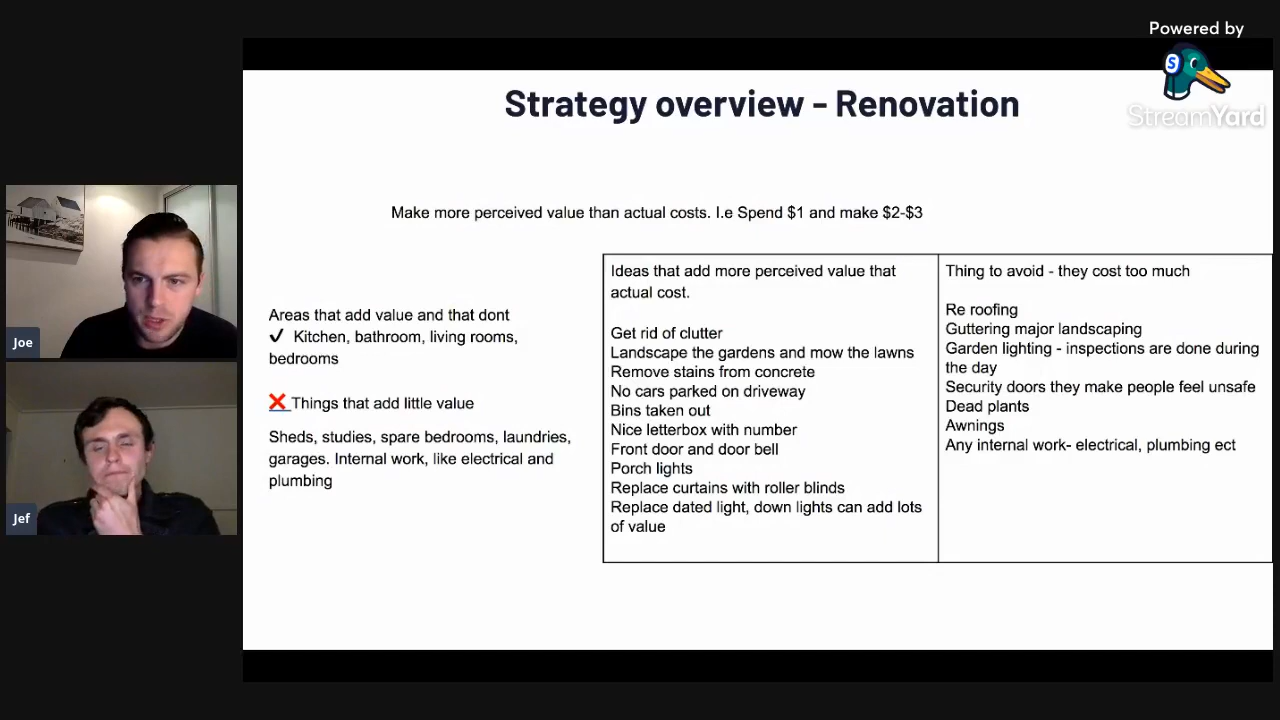 Powered by
S
StreamYard
Strategy overview - Renovation
Make more perceived value than actual costs. I.e Spend $1 and make $2-$3
Areas that add value and that dont
✓ Kitchen, bathroom, living rooms,
bedrooms
❌ Things that add little value
Sheds, studies, spare bedrooms, laundries,
garages. Internal work, like electrical and
plumbing
Ideas that add more perceived value that
actual cost.
Get rid of clutter
Landscape the gardens and mow the lawns
Remove stains from concrete
No cars parked on driveway
Bins taken out
Nice letterbox with number
Front door and door bell
Porch lights
Replace curtains with roller blinds
Replace dated light, down lights can add lots
of value
Thing to avoid - they cost too much
Re roofing
Guttering major landscaping
Garden lighting - inspections are done during
the day
Security doors they make people feel unsafe
Dead plants
Awnings
Any internal work- electrical, plumbing ect
Joe
Jef